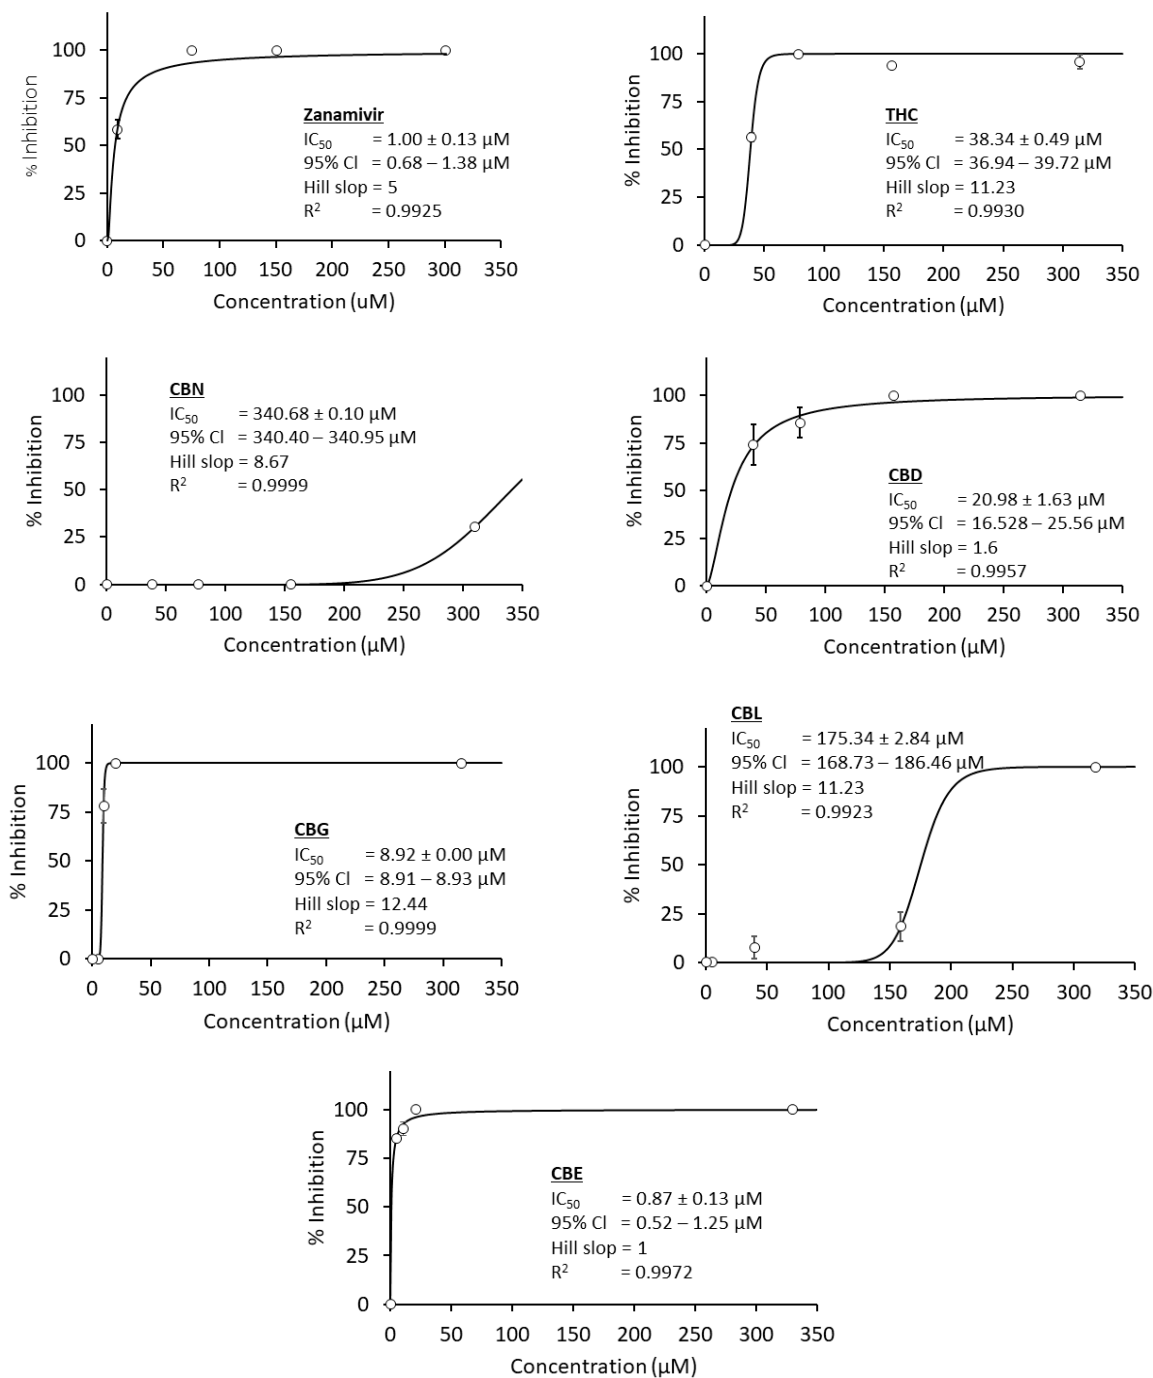 100
75
50
25
0
% Inhibition
Zanamivir
IC50 = 1.00 ± 0.13 µM
95% Cl = 0.68 – 1.38 µM
Hill slop = 5
R2 = 0.9925
0 50 100 150 200 250 300 350
Concentration (uM)
100
75
50
25
0
% Inhibition
THC
IC50 = 38.34 ± 0.49 µM
95% Cl = 36.94 – 39.72 µM
Hill slop = 11.23
R2 = 0.9930
0 50 100 150 200 250 300 350
Concentration (µM)
100
75
50
25
0
% Inhibition
CBN
IC50 = 340.68 ± 0.10 µM
95% Cl = 340.40 – 340.95 µM
Hill slop = 8.67
R2 = 0.9999
0 50 100 150 200 250 300 350
Concentration (µM)
100
75
50
25
0
% Inhibition
CBD
IC50 = 20.98 ± 1.63 µM
95% Cl = 16.528 – 25.56 µM
Hill slop = 1.6
R2 = 0.9957
0 50 100 150 200 250 300 350
Concentration (µM)
100
75
50
25
0
% Inhibition
CBG
IC50 = 8.92 ± 0.00 µM
95% Cl = 8.91 – 8.93 µM
Hill slop = 12.44
R2 = 0.9999
0 50 100 150 200 250 300 350
Concentration (µM)
CBL
IC50 = 175.34 ± 2.84 µM
95% Cl = 168.73 – 186.46 µM
Hill slop = 11.23
R2 = 0.9923
100
75
50
25
0
% Inhibition
0 50 100 150 200 250 300 350
Concentration (µM)
100
75
50
25
0
% Inhibition
CBE
IC50 = 0.87 ± 0.13 µM
95% Cl = 0.52 – 1.25 µM
Hill slop = 1
R2 = 0.9972
0 50 100 150 200 250 300 350
Concentration (µM)